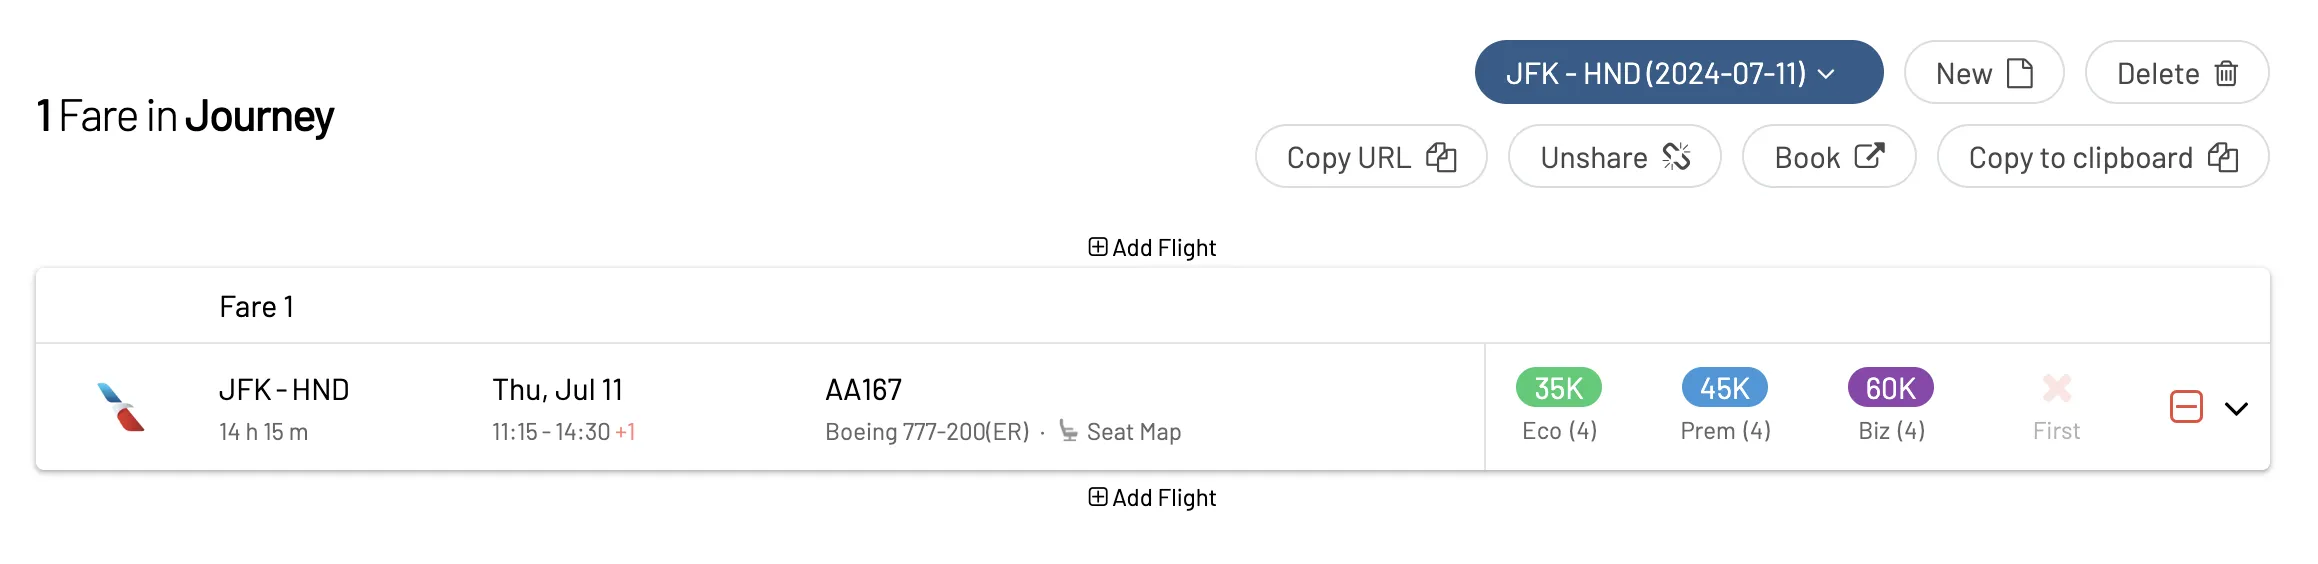 JFK - HND (2024-07-11)
New
Delete
1 Fare in Journey
Copy URL
Unshare
Book
Copy to clipboard
Add Flight
Fare 1
JFK - HND
Thu, Jul 11
AA167
35K
45K
60K
14 h 15 m
11:15 - 14:30 +1
Boeing 777-200(ER) · Seat Map
Eco (4)
Prem (4)
Biz (4)
First
Add Flight